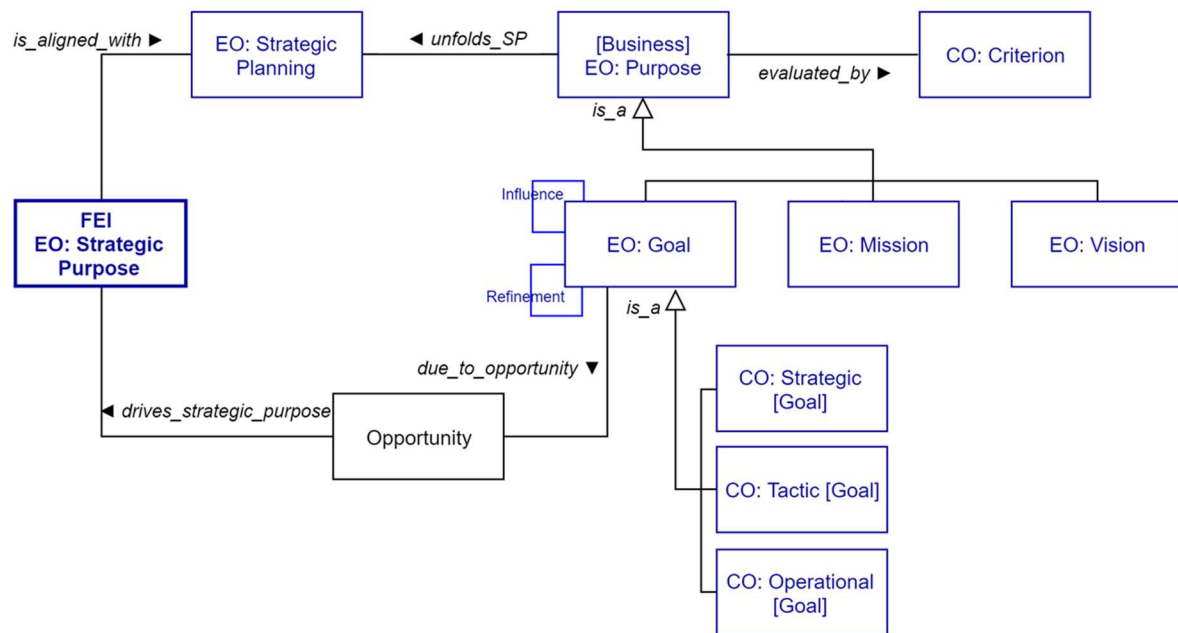 is_aligned_with ►
EO: Strategic
Planning
◄ unfolds_SP
[Business]
EO: Purpose
evaluated_by ►
CO: Criterion
is_a
FEI
EO: Strategic
Purpose
Influence
EO: Goal
Refinement
EO: Mission
EO: Vision
is_a
due_to_opportunity ▼
◄ drives_strategic_purpose
Opportunity
CO: Strategic
[Goal]
CO: Tactic [Goal]
CO: Operational
[Goal]